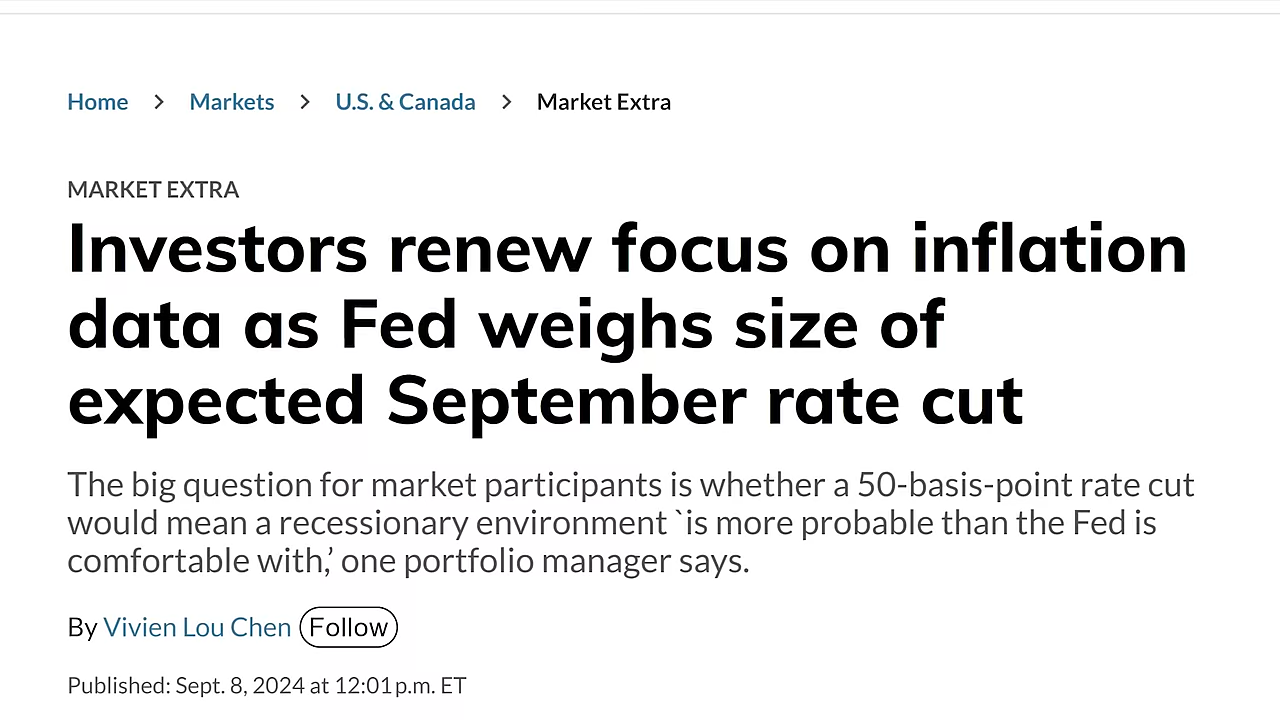 Home > Markets > U.S. & Canada > Market Extra
MARKET EXTRA
Investors renew focus on inflation
data as Fed weighs size of
expected September rate cut
The big question for market participants is whether a 50-basis-point rate cut
would mean a recessionary environment `is more probable than the Fed is
comfortable with,’ one portfolio manager says.
By Vivien Lou Chen Follow
Published: Sept. 8, 2024 at 12:01 p.m. ET